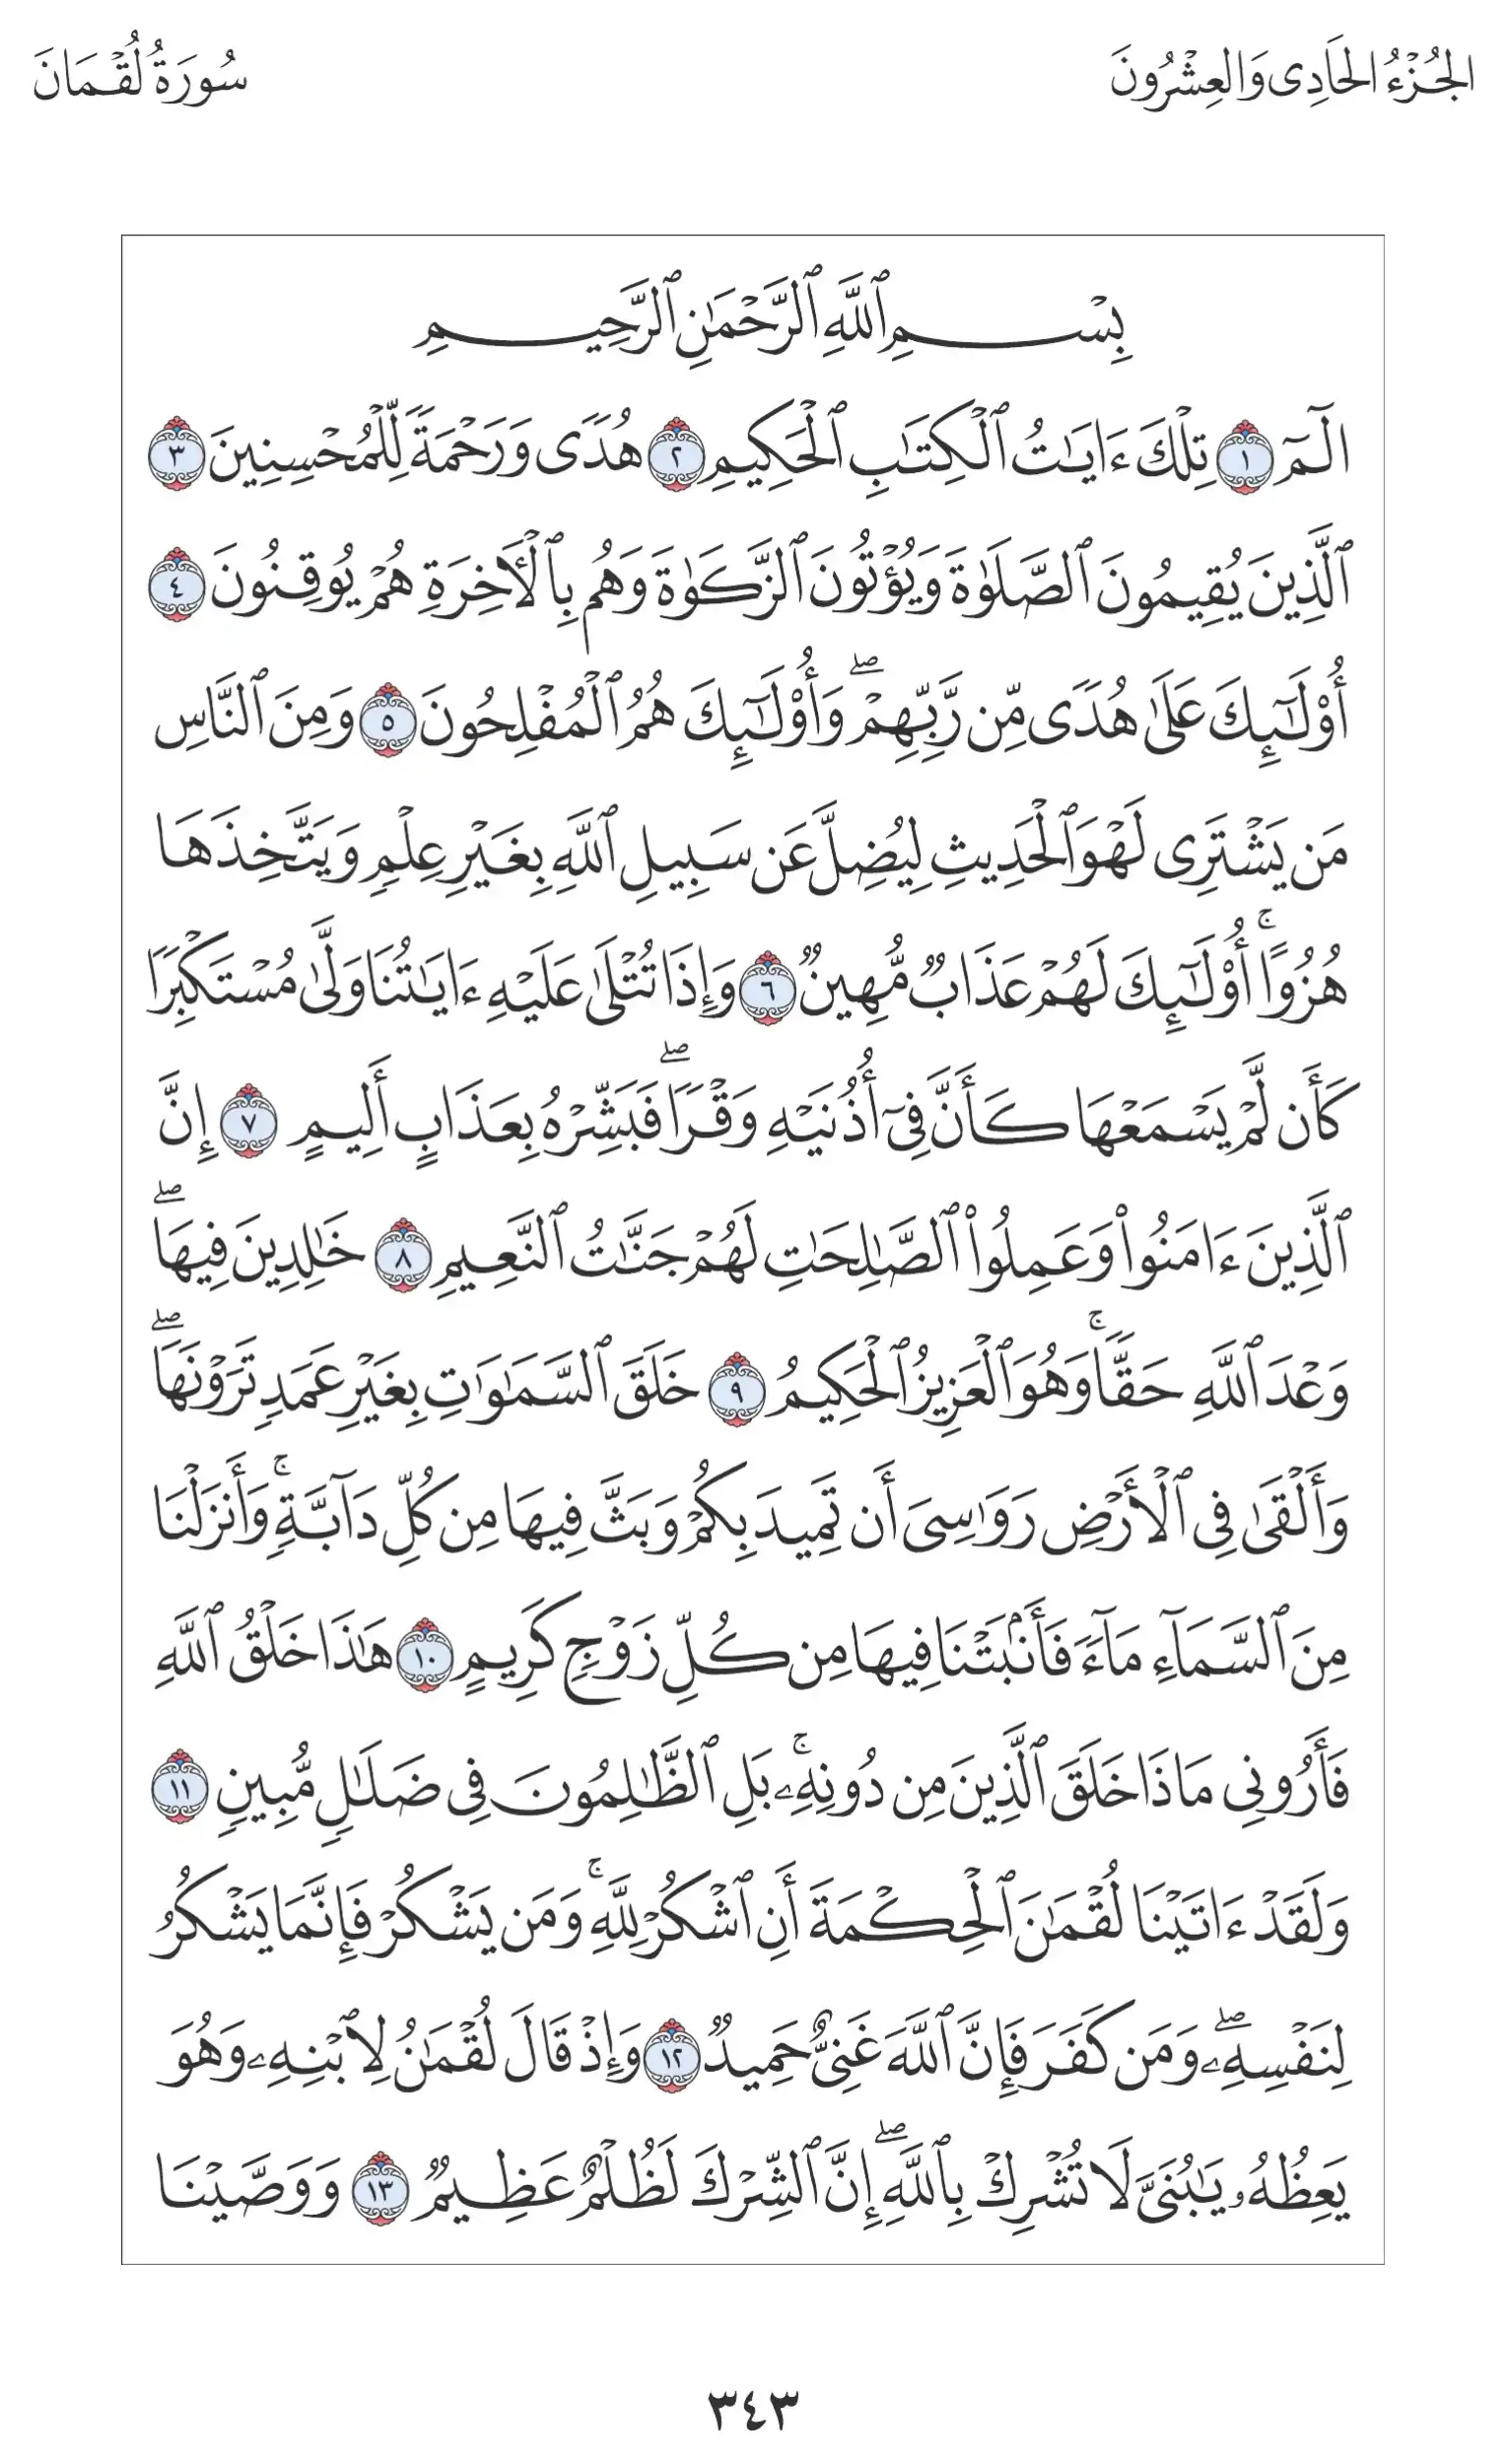 الجُزْءُ الحَادِى وَالعِشْرُونَ
سُورَةُ لُقْمَانَ
بِسْمِ ٱللَّهِ ٱلرَّحْمَٰنِ ٱلرَّحِيمِ
الٓمٓ ١ تِلْكَ ءَايَٰتُ ٱلْكِتَٰبِ ٱلْحَكِيمِ ٢ هُدًى وَرَحْمَةً لِّلْمُحْسِنِينَ ٣
ٱلَّذِينَ يُقِيمُونَ ٱلصَّلَوٰةَ وَيُؤْتُونَ ٱلزَّكَوٰةَ وَهُم بِٱلْأٓخِرَةِ هُمْ يُوقِنُونَ ٤
أُو۟لَٰٓئِكَ عَلَىٰ هُدًى مِّن رَّبِّهِمْ ۖ وَأُو۟لَٰٓئِكَ هُمُ ٱلْمُفْلِحُونَ ٥ وَمِنَ ٱلنَّاسِ
مَن يَشْتَرِى لَهْوَ ٱلْحَدِيثِ لِيُضِلَّ عَن سَبِيلِ ٱللَّهِ بِغَيْرِ عِلْمٍ وَيَتَّخِذَهَا
هُزُوًا ۚ أُو۟لَٰٓئِكَ لَهُمْ عَذَابٌ مُّهِينٌ ٦ وَإِذَا تُتْلَىٰ عَلَيْهِ ءَايَٰتُنَا وَلَّىٰ مُسْتَكْبِرًا
كَأَن لَّمْ يَسْمَعْهَا كَأَنَّ فِىٓ أُذُنَيْهِ وَقْرًا ۖ فَبَشِّرْهُ بِعَذَابٍ أَلِيمٍ ٧ إِنَّ
ٱلَّذِينَ ءَامَنُوا۟ وَعَمِلُوا۟ ٱلصَّٰلِحَٰتِ لَهُمْ جَنَّٰتُ ٱلنَّعِيمِ ٨ خَٰلِدِينَ فِيهَا ۖ
وَعْدَ ٱللَّهِ حَقًّا ۚ وَهُوَ ٱلْعَزِيزُ ٱلْحَكِيمُ ٩ خَلَقَ ٱلسَّمَٰوَٰتِ بِغَيْرِ عَمَدٍ تَرَوْنَهَا ۖ
وَأَلْقَىٰ فِى ٱلْأَرْضِ رَوَٰسِىَ أَن تَمِيدَ بِكُمْ وَبَثَّ فِيهَا مِن كُلِّ دَآبَّةٍ ۚ وَأَنزَلْنَا
مِنَ ٱلسَّمَآءِ مَآءً فَأَنۢبَتْنَا فِيهَا مِن كُلِّ زَوْجٍ كَرِيمٍ ١٠ هَٰذَا خَلْقُ ٱللَّهِ
فَأَرُونِى مَاذَا خَلَقَ ٱلَّذِينَ مِن دُونِهِۦ ۚ بَلِ ٱلظَّٰلِمُونَ فِى ضَلَٰلٍ مُّبِينٍ ١١
وَلَقَدْ ءَاتَيْنَا لُقْمَٰنَ ٱلْحِكْمَةَ أَنِ ٱشْكُرْ لِلَّهِ ۚ وَمَن يَشْكُرْ فَإِنَّمَا يَشْكُرُ
لِنَفْسِهِۦ ۖ وَمَن كَفَرَ فَإِنَّ ٱللَّهَ غَنِىٌّ حَمِيدٌ ١٢ وَإِذْ قَالَ لُقْمَٰنُ لِٱبْنِهِۦ وَهُوَ
يَعِظُهُۥ يَٰبُنَىَّ لَا تُشْرِكْ بِٱللَّهِ ۖ إِنَّ ٱلشِّرْكَ لَظُلْمٌ عَظِيمٌ ١٣ وَوَصَّيْنَا
٣٤٣